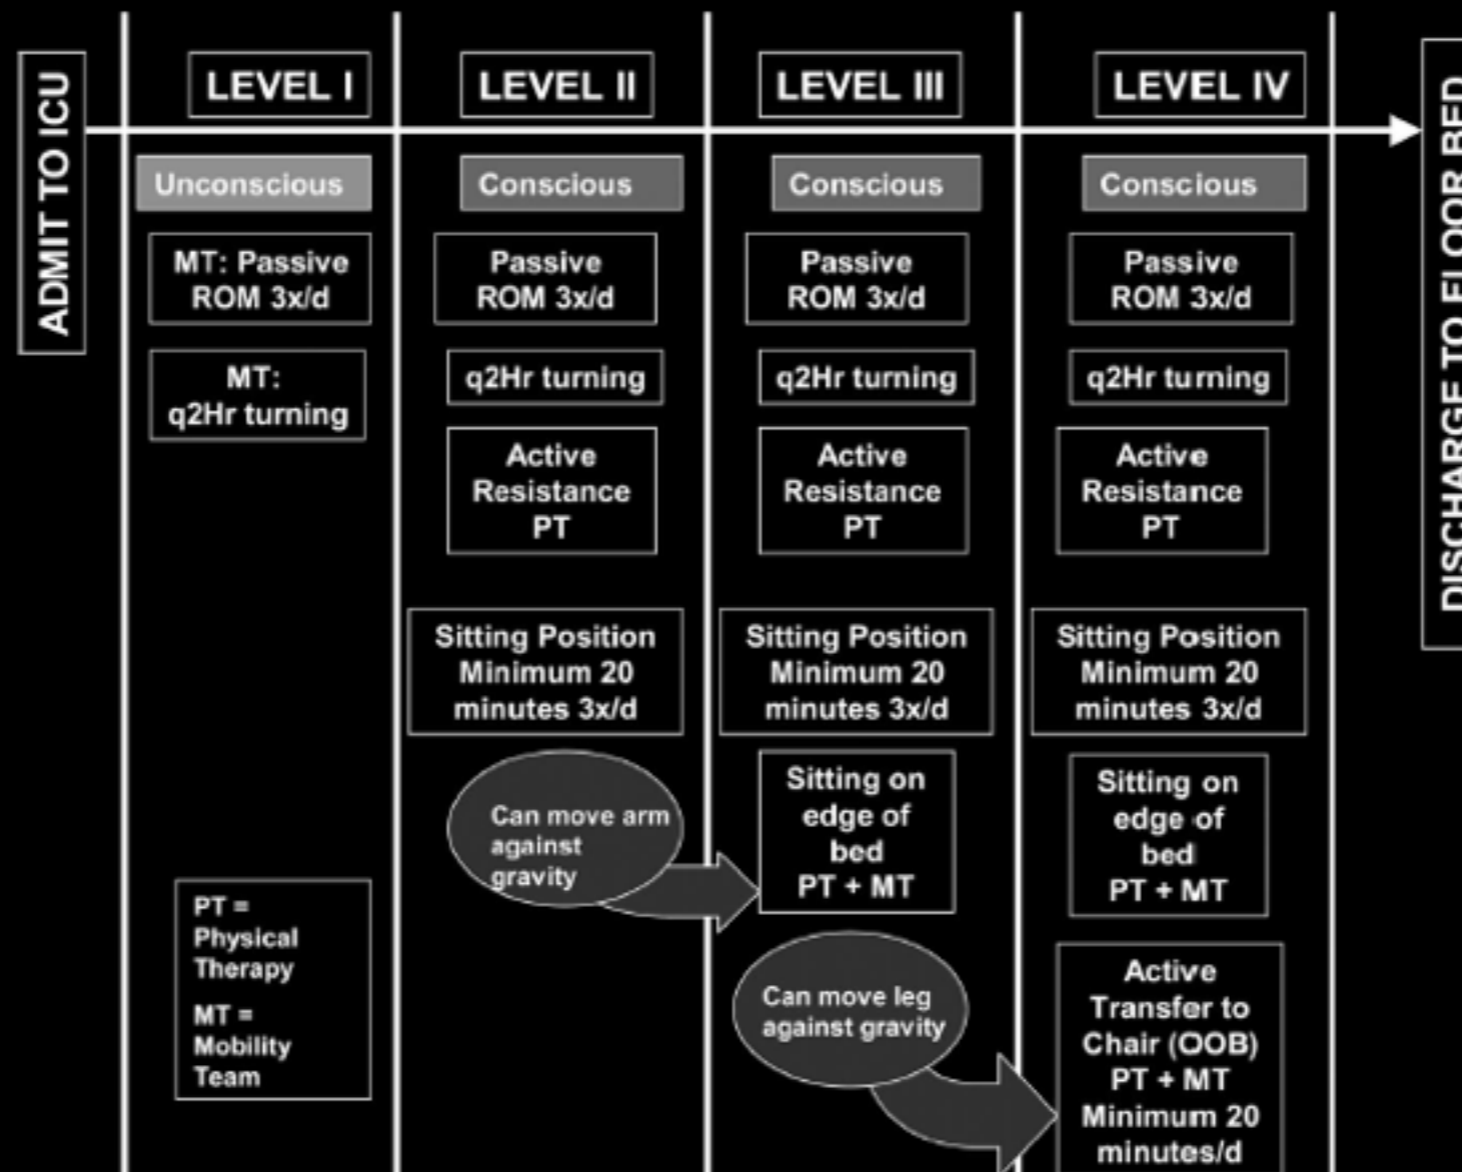 ADMIT TO ICU
LEVEL I
Unconscious
MT: Passive
ROM 3x/d
MT:
q2Hr turning
PT =
Physical
Therapy
MT =
Mobility
Team
LEVEL II
Conscious
Passive
ROM 3x/d
q2Hr turning
Active
Resistance
PT
Sitting Position
Minimum 20
minutes 3x/d
Can move arm
against
gravity
LEVEL III
Conscious
Passive
ROM 3x/d
q2Hr turning
Active
Resistance
PT
Sitting Position
Minimum 20
minutes 3x/d
Sitting on
edge of
bed
PT + MT
Can move leg
against gravity
LEVEL IV
Conscious
Passive
ROM 3x/d
q2Hr turning
Active
Resistance
PT
Sitting Position
Minimum 20
minutes 3x/d
Sitting on
edge of
bed
PT + MT
Active
Transfer to
Chair (OOB)
PT + MT
Minimum 20
minutes/d
DISCHARGE TO FLOOR BED